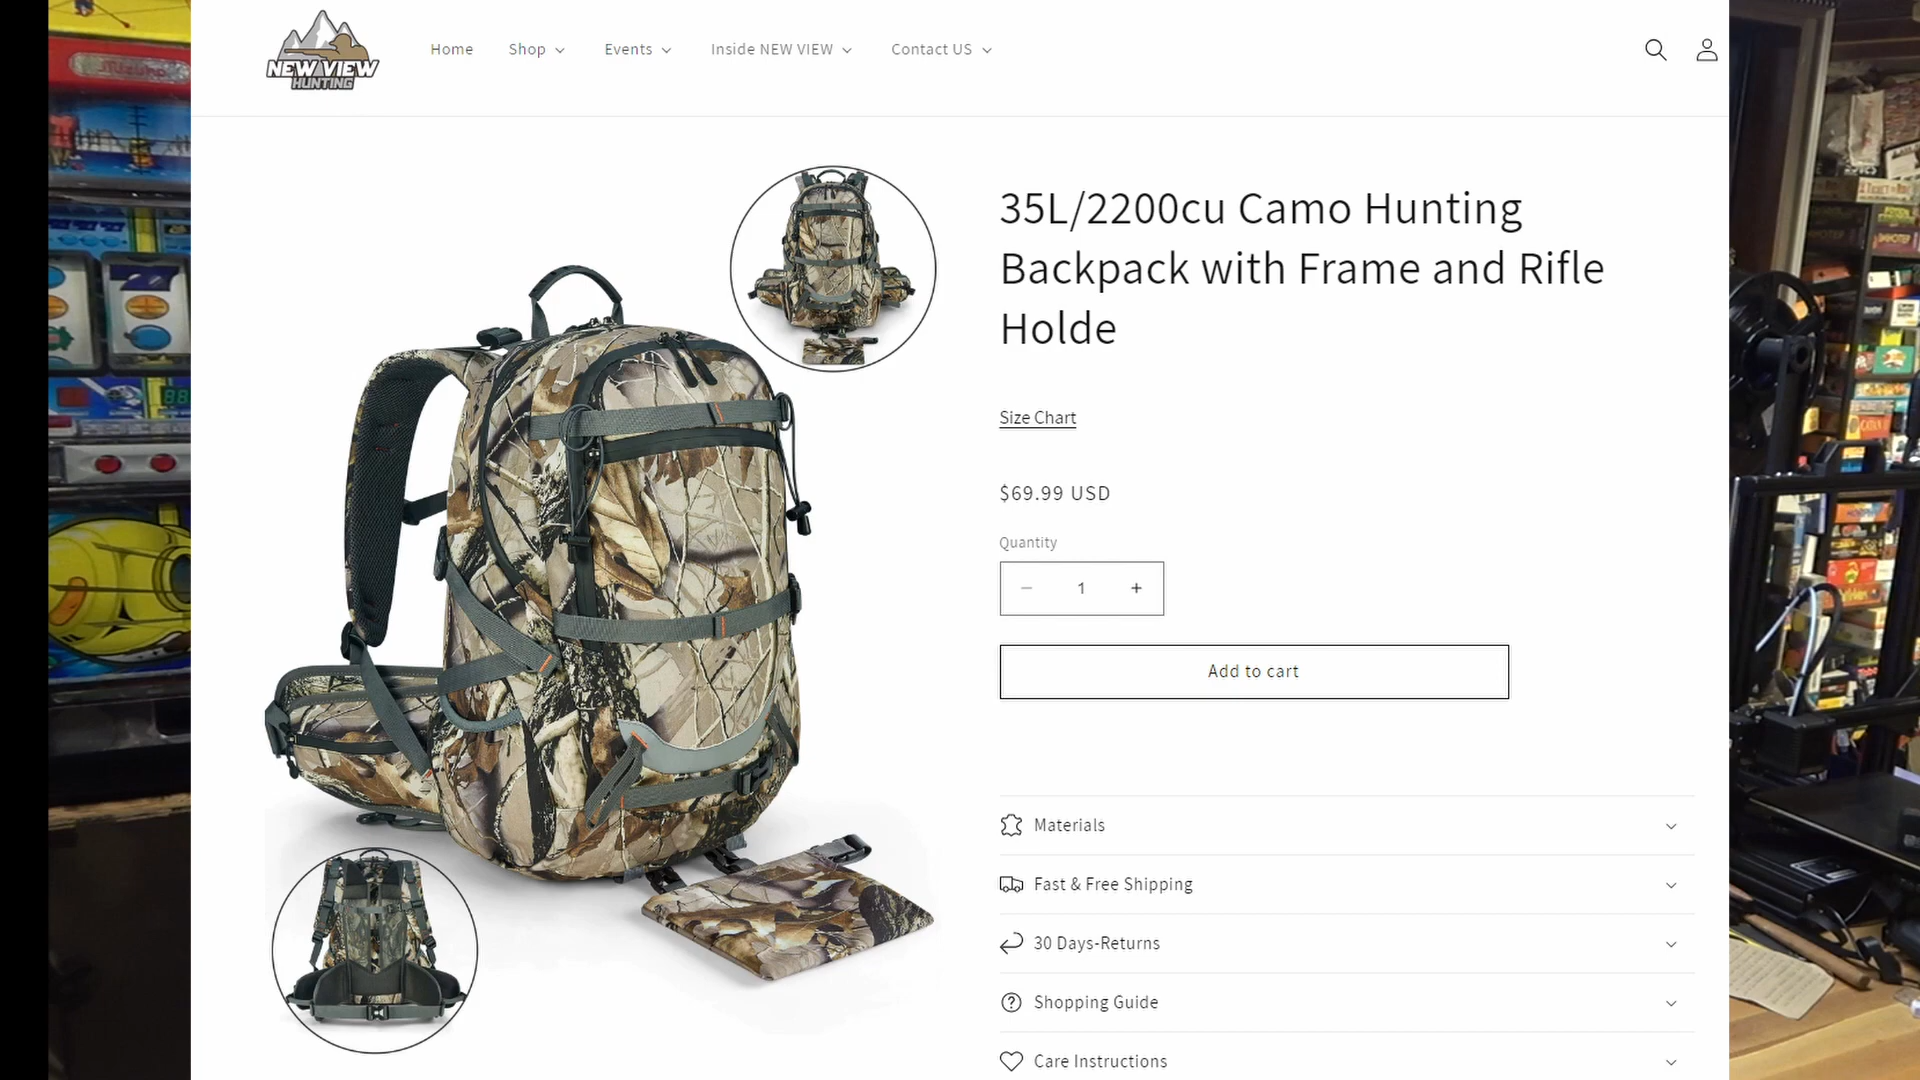 NEW VIEW
HUNTING
Home
Shop
Events
Inside NEW VIEW
Contact US
35L/2200cu Camo Hunting
Backpack with Frame and Rifle
Holde
Size Chart
$69.99 USD
Quantity
1
Add to cart
Materials
Fast & Free Shipping
30 Days-Returns
Shopping Guide
Care Instructions
CATAN